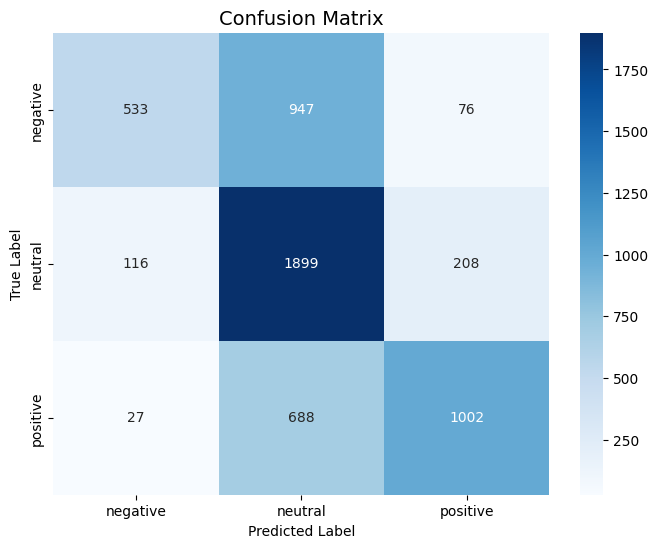 Confusion Matrix
True Label
negative
533
947
76
neutral
116
1899
208
positive
27
688
1002
negative
neutral
positive
Predicted Label
1750
1500
1250
1000
750
500
250